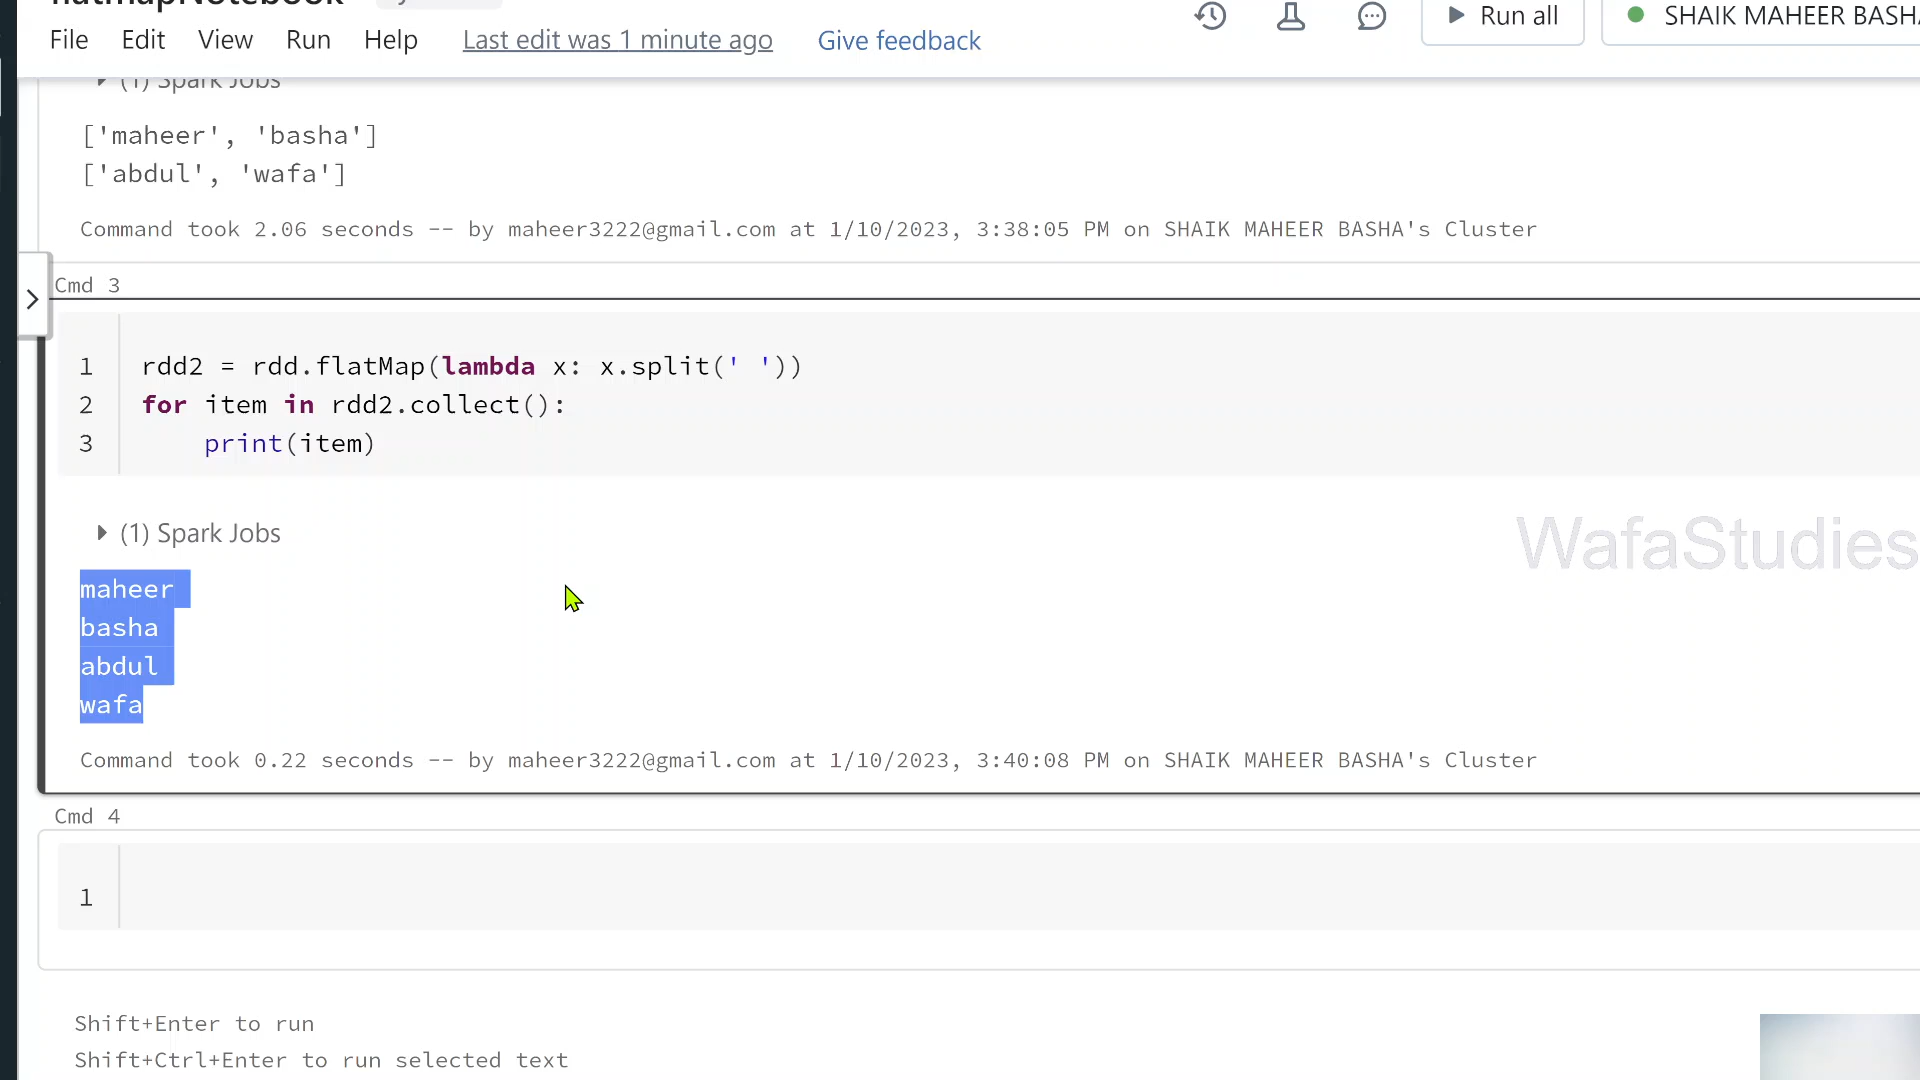 flatmapNotebook
File Edit View Run Help Last edit was 1 minute ago Give feedback Run all SHAIK MAHEER BASHA
(1) Spark Jobs
['maheer', 'basha']
['abdul', 'wafa']
Command took 2.06 seconds -- by maheer3222@gmail.com at 1/10/2023, 3:38:05 PM on SHAIK MAHEER BASHA's Cluster
Cmd 3
1 rdd2 = rdd.flatMap(lambda x: x.split(' '))
2 for item in rdd2.collect():
3 print(item)
(1) Spark Jobs
WafaStudies
maheer
basha
abdul
wafa
Command took 0.22 seconds -- by maheer3222@gmail.com at 1/10/2023, 3:40:08 PM on SHAIK MAHEER BASHA's Cluster
Cmd 4
1
Shift+Enter to run
Shift+Ctrl+Enter to run selected text